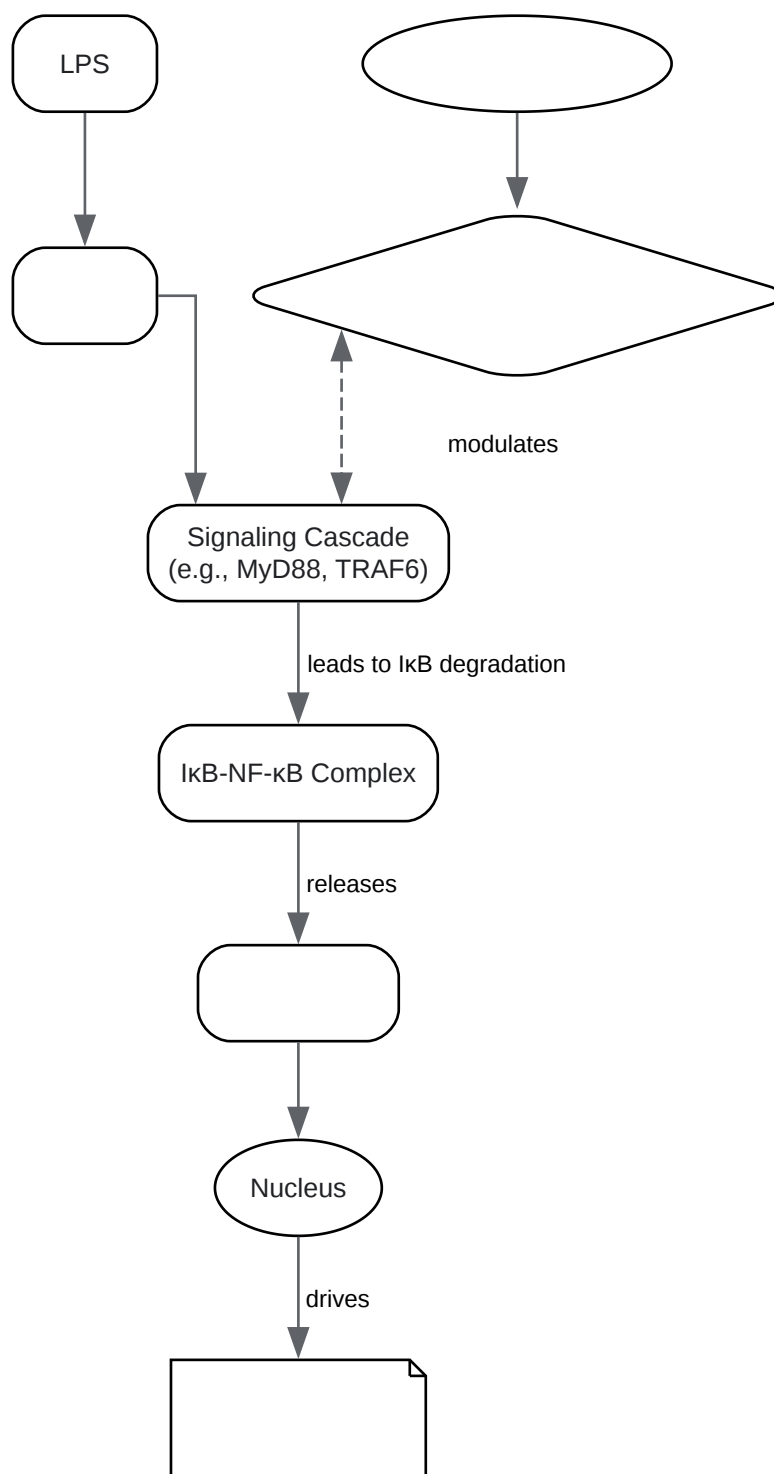 LPS
modulates
Signaling Cascade
(e.g., MyD88, TRAF6)
leads to IκB degradation
IκB-NF-κB Complex
releases
Nucleus
drives